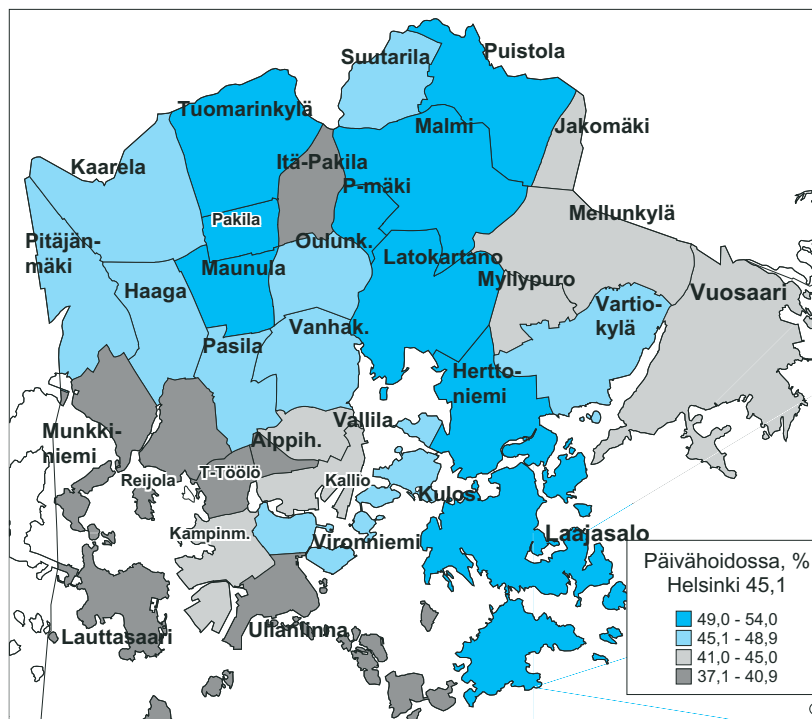 Suutarila
Puistola
Tuomarinkylä
Malmi
Jakomäki
Kaarela
Itä-Pakila
P-mäki
Pakila
Mellunkylä
Pitäjän-
mäki
Oulunk.
Latokartano
Maunula
Myllypuro
Haaga
Vuosaari
Vartio-
kylä
Vanhak.
Pasila
Hertto-
niemi
Munkki-
niemi
Vallila
Alppih.
T-Töölö
Reijola
Kallio
Kulos.
Kampinm.
Vironniemi
Laajasalo
Lauttasaari
Ullanlinna
Päivähoidossa, %
Helsinki 45,1
49,0 - 54,0
45,1 - 48,9
41,0 - 45,0
37,1 - 40,9